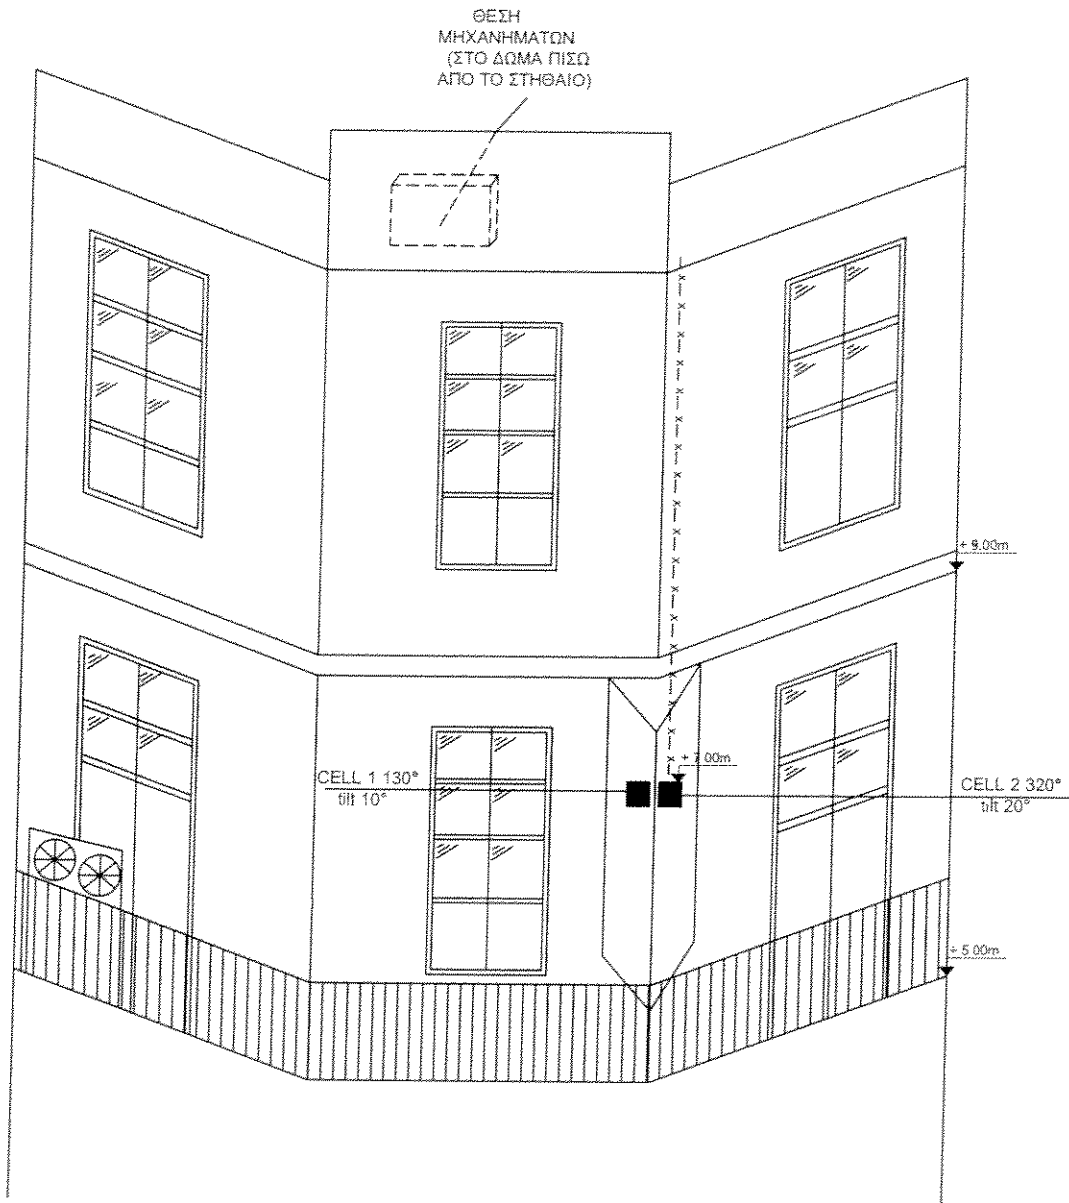 ΘΕΣΗ
ΜΗΧΑΝΗΜΑΤΩΝ
(ΣΤΟ ΔΩΜΑ ΠΙΣΩ
ΑΠΟ ΤΟ ΣΤΗΘΑΙΟ)
+ 9.00m
+ 7.00m
CELL 1 130°
tilt 10°
CELL 2 320°
tilt 20°
+ 5.00m